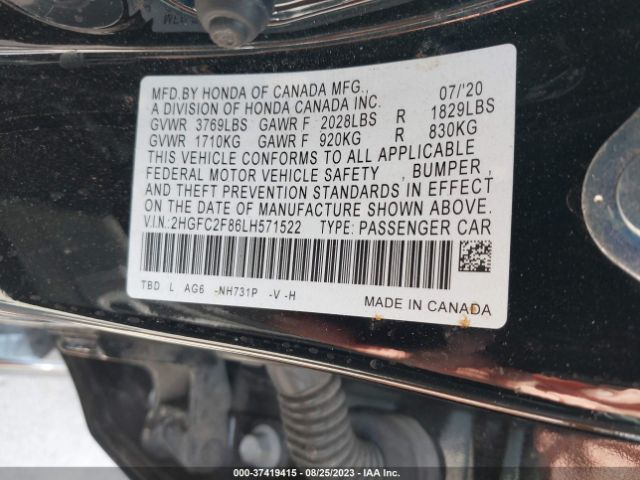 MFD.BY HONDA OF CANADA MFG., 07/'20
A DIVISION OF HONDA CANADA INC.
GVWR 3769LBS GAWR F 2028LBS R 1829LBS
GVWR 1710KG GAWR F 920KG R 830KG
THIS VEHICLE CONFORMS TO ALL APPLICABLE
FEDERAL MOTOR VEHICLE SAFETY , BUMPER ,
AND THEFT PREVENTION STANDARDS IN EFFECT
ON THE DATE OF MANUFACTURE SHOWN ABOVE.
V.I.N.:2HGFC2F86LH571522 TYPE: PASSENGER CAR
TBD L AG6 -NH731P -V -H
MADE IN CANADA
000-37419415 - 08/25/2023 - IAA Inc.